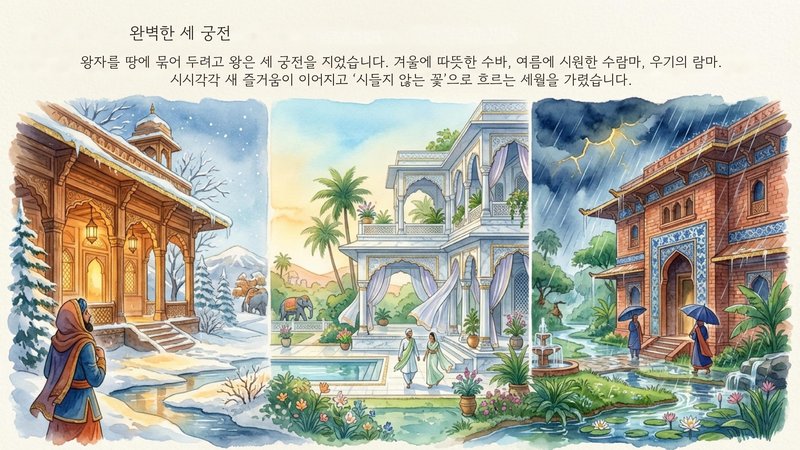 완벽한 세 궁전
왕자를 땅에 묶어 두려고 왕은 세 궁전을 지었습니다. 겨울에 따뜻한 수바, 여름에 시원한 수람마, 우기의 람마.
시시각각 새 즐거움이 이어지고 ‘시들지 않는 꽃’으로 흐르는 세월을 가렸습니다.